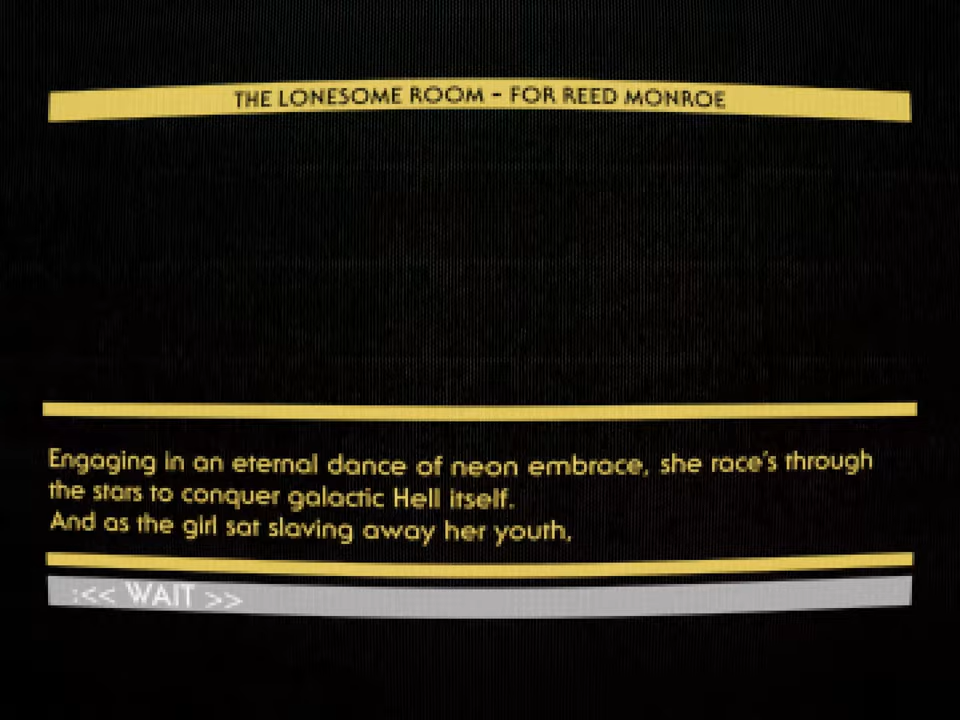 THE LONESOME ROOM - FOR REED MONROE
Engaging in an eternal dance of neon embrace, she race's through
the stars to conquer galactic Hell itself.
And as the girl sat slaving away her youth,
:<< WAIT >>